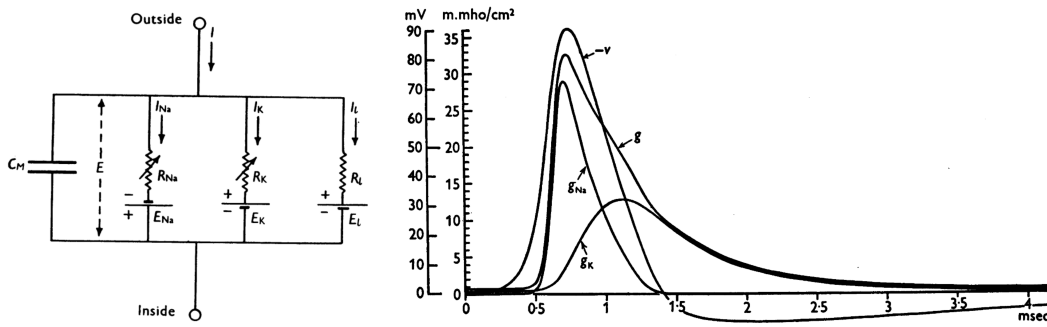 Outside
I
I_Na
I_K
I_l
C_M
E
R_Na
R_K
R_l
−
+
+
−
+
−
E_Na
E_K
E_l
Inside
mV
90
80
70
60
50
40
30
20
10
0
m.mho/cm²
35
30
25
20
15
10
5
0
−v
g
g_Na
g_K
0·5
1
1·5
2
2·5
3
3·5
4
msec